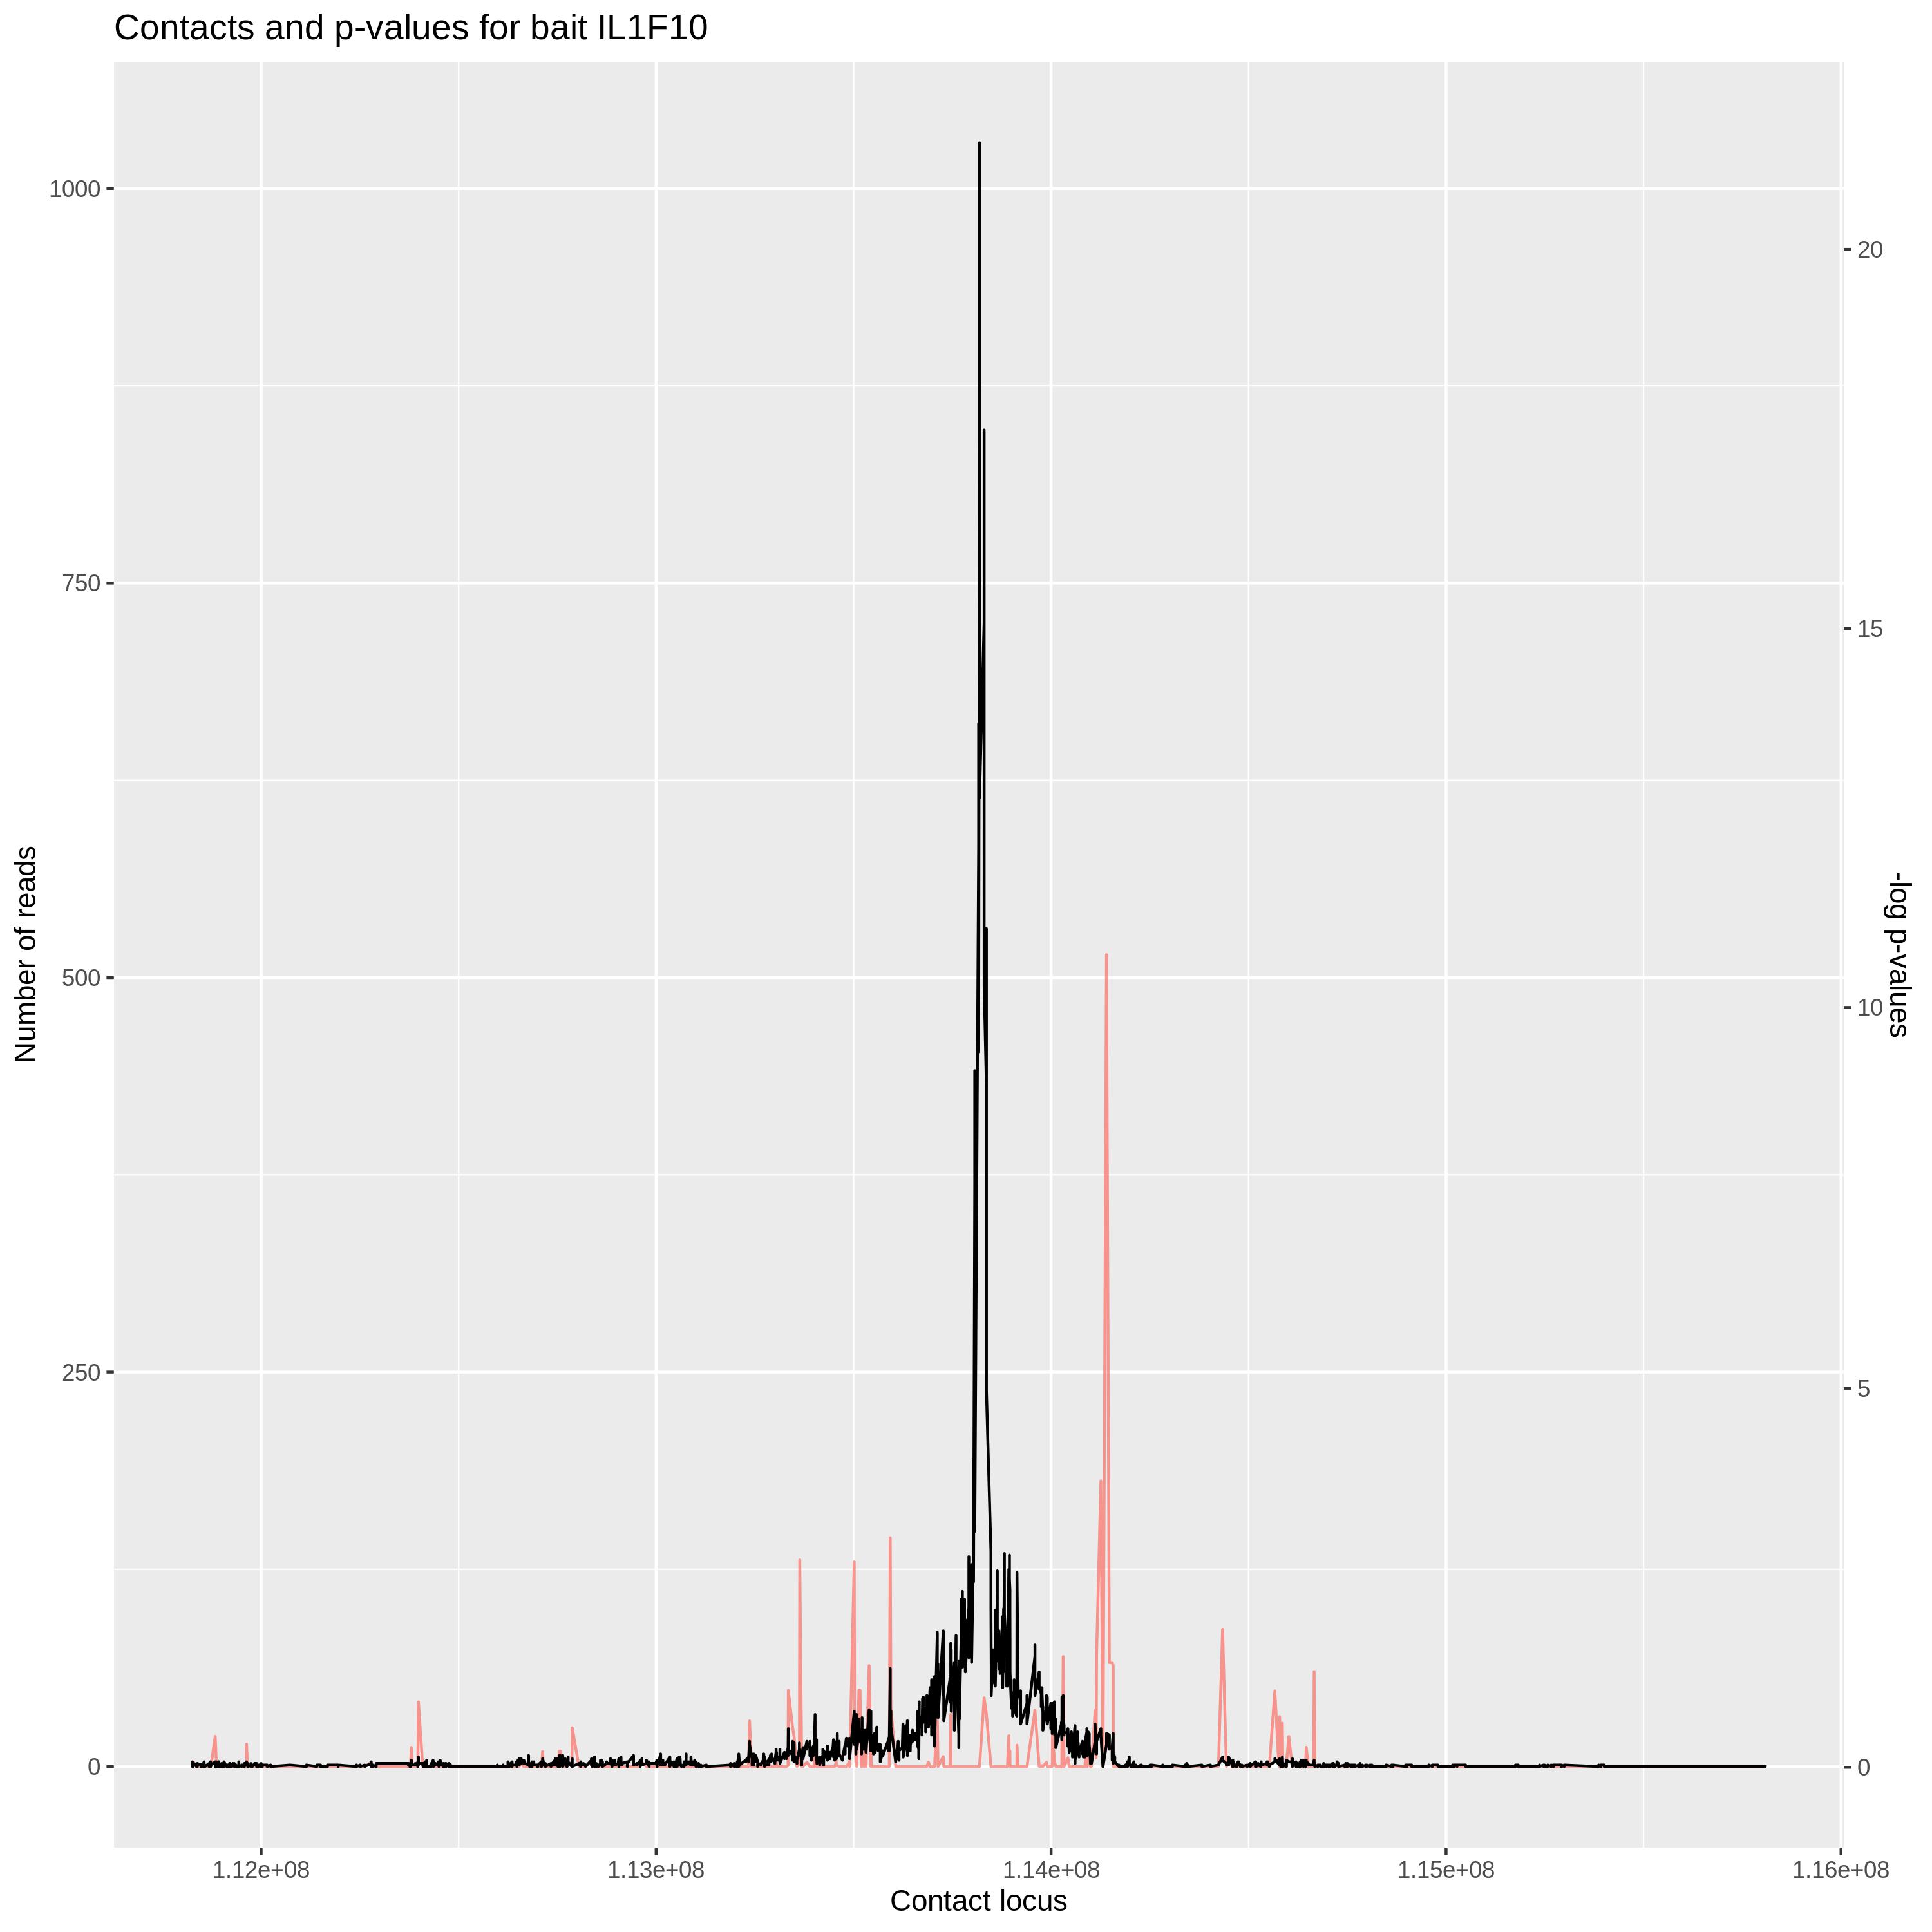 Contacts and p-values for bait IL1F10
1000
750
500
250
0
Number of reads
20
15
10
5
0
-log p-values
1.12e+08
1.13e+08
1.14e+08
1.15e+08
1.16e+08
Contact locus